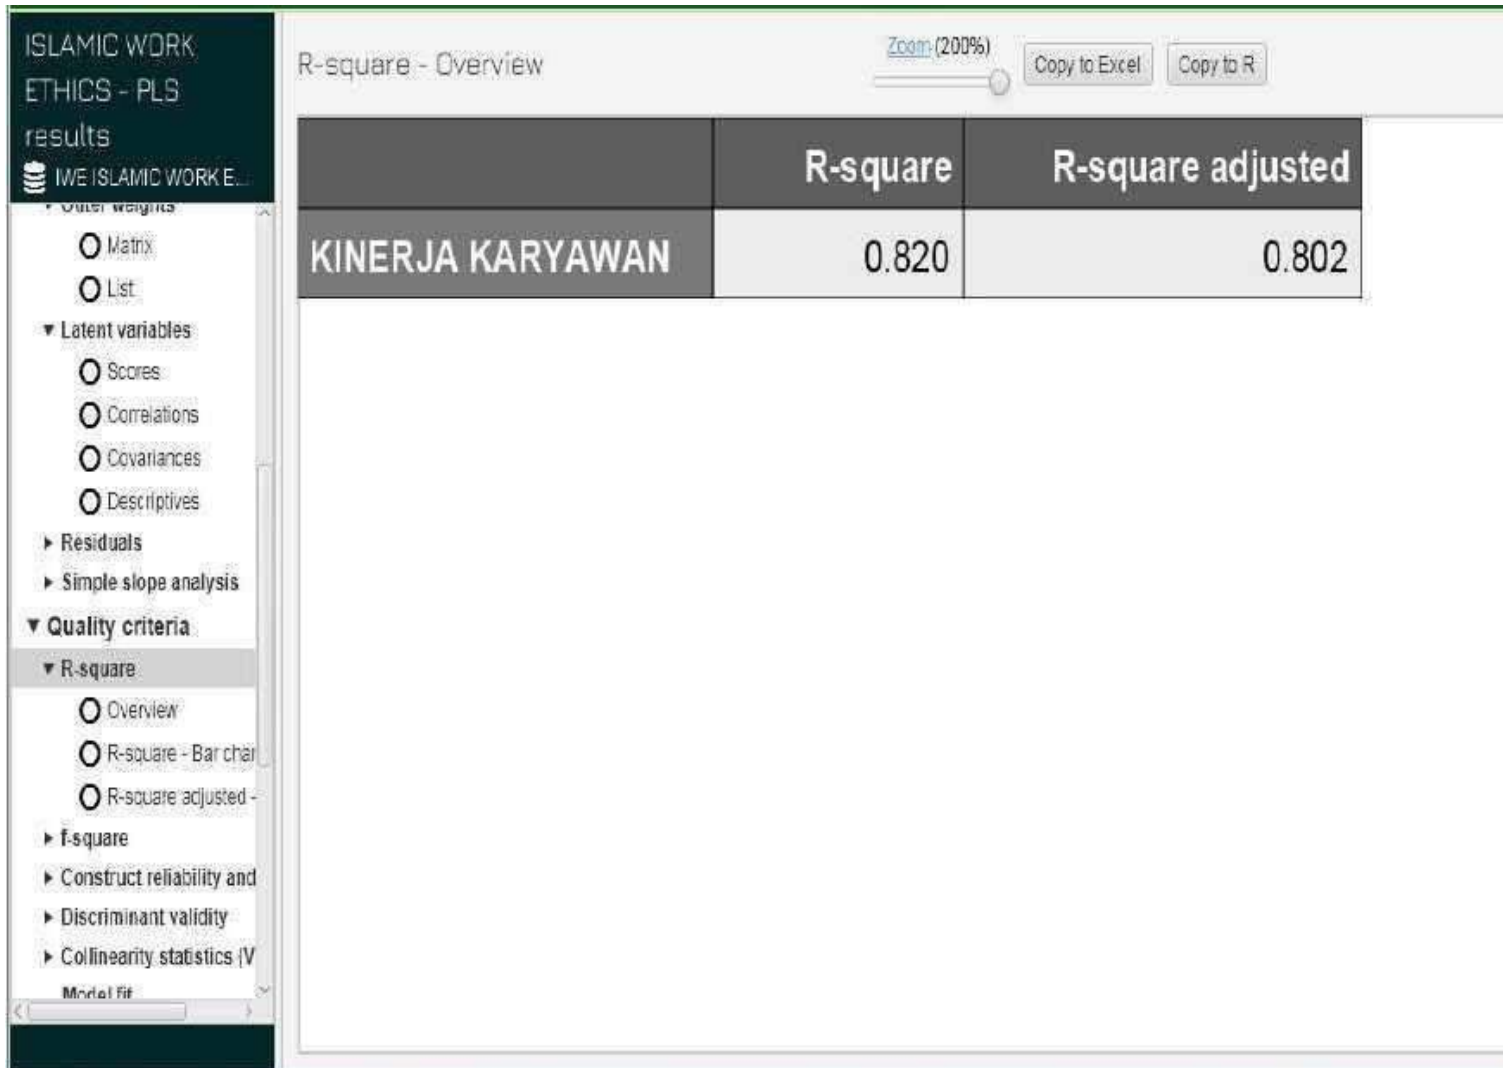 ISLAMIC WORK
ETHICS - PLS
results
IWE ISLAMIC WORK E...
Outer weights
Matrix
List
Latent variables
Scores
Correlations
Covariances
Descriptives
Residuals
Simple slope analysis
Quality criteria
R-square
Overview
R-square - Bar char
R-square adjusted -
f-square
Construct reliability and
Discriminant validity
Collinearity statistics (V
Model fit
R-square - Overview
Zoom (200%)
Copy to Excel
Copy to R
R-square R-square adjusted
KINERJA KARYAWAN 0.820 0.802